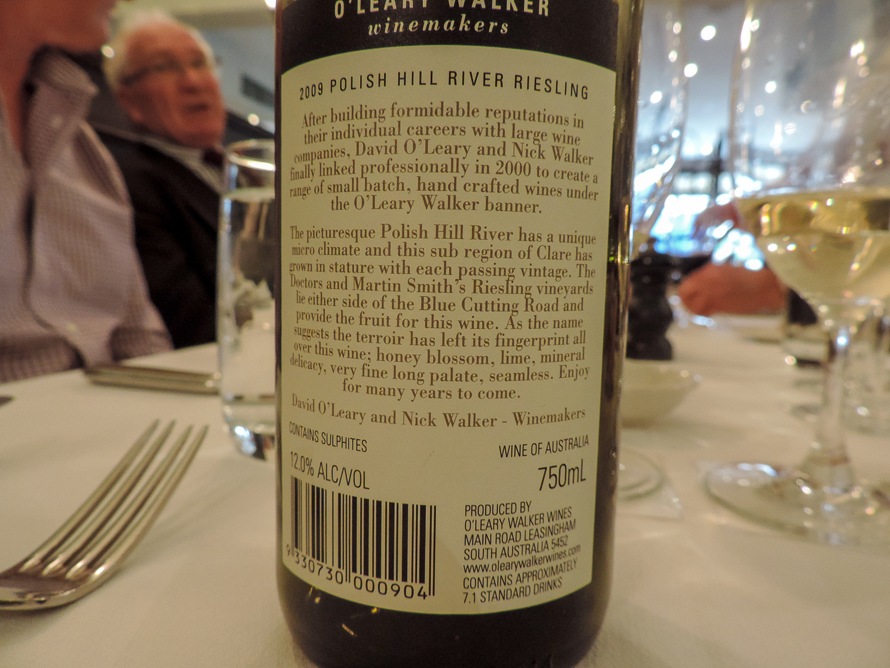 O'LEARY WALKER
winemakers
2009 POLISH HILL RIVER RIESLING
After building formidable reputations in
their individual careers with large wine
companies, David O'Leary and Nick Walker
finally linked professionally in 2000 to create a
range of small batch, hand crafted wines under
the O'Leary Walker banner.
The picturesque Polish Hill River has a unique
micro climate and this sub region of Clare has
grown in stature with each passing vintage. The
Doctors and Martin Smith's Riesling vineyards
lie either side of the Blue Cutting Road and
provide the fruit for this wine. As the name
suggests the terroir has left its fingerprint all
over this wine; honey blossom, lime, mineral
delicacy, very fine long palate, seamless. Enjoy
for many years to come.
David O'Leary and Nick Walker - Winemakers
CONTAINS SULPHITES
WINE OF AUSTRALIA
12.0% ALC/VOL
750mL
PRODUCED BY
O'LEARY WALKER WINES
MAIN ROAD LEASINGHAM
SOUTH AUSTRALIA 5452
www.olearywalkerwines.com
CONTAINS APPROXIMATELY
7.1 STANDARD DRINKS
9 330730 000904